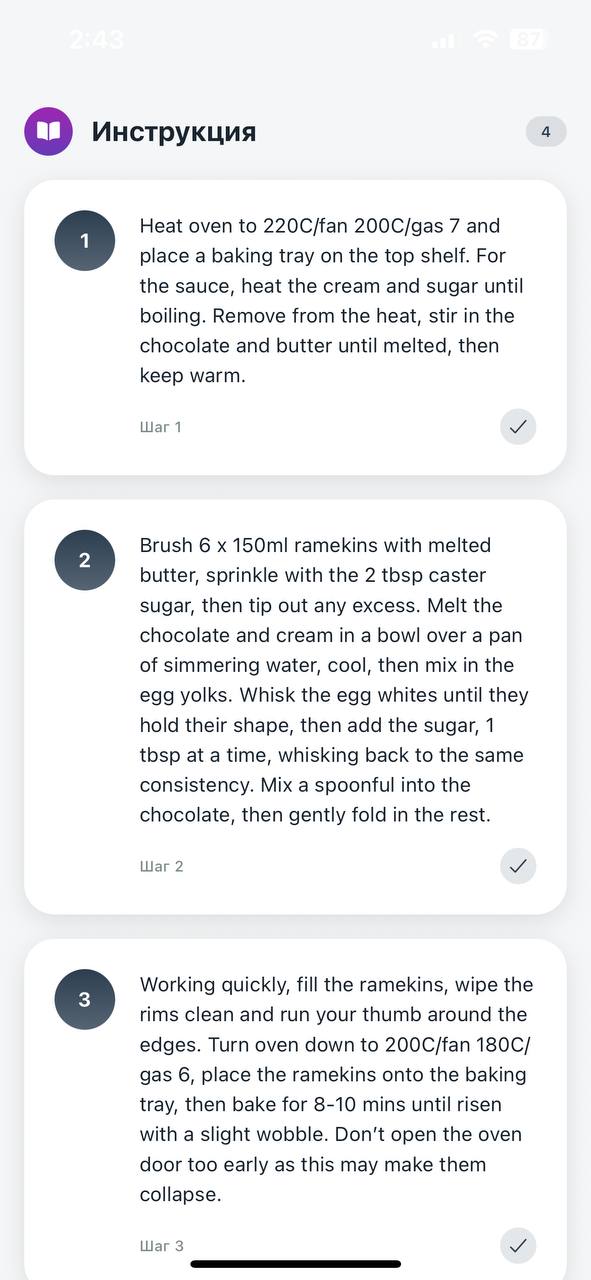 2:43
87
Инструкция
4
1
Heat oven to 220C/fan 200C/gas 7 and
place a baking tray on the top shelf. For
the sauce, heat the cream and sugar until
boiling. Remove from the heat, stir in the
chocolate and butter until melted, then
keep warm.
Шаг 1
2
Brush 6 x 150ml ramekins with melted
butter, sprinkle with the 2 tbsp caster
sugar, then tip out any excess. Melt the
chocolate and cream in a bowl over a pan
of simmering water, cool, then mix in the
egg yolks. Whisk the egg whites until they
hold their shape, then add the sugar, 1
tbsp at a time, whisking back to the same
consistency. Mix a spoonful into the
chocolate, then gently fold in the rest.
Шаг 2
3
Working quickly, fill the ramekins, wipe the
rims clean and run your thumb around the
edges. Turn oven down to 200C/fan 180C/
gas 6, place the ramekins onto the baking
tray, then bake for 8-10 mins until risen
with a slight wobble. Don’t open the oven
door too early as this may make them
collapse.
Шаг 3